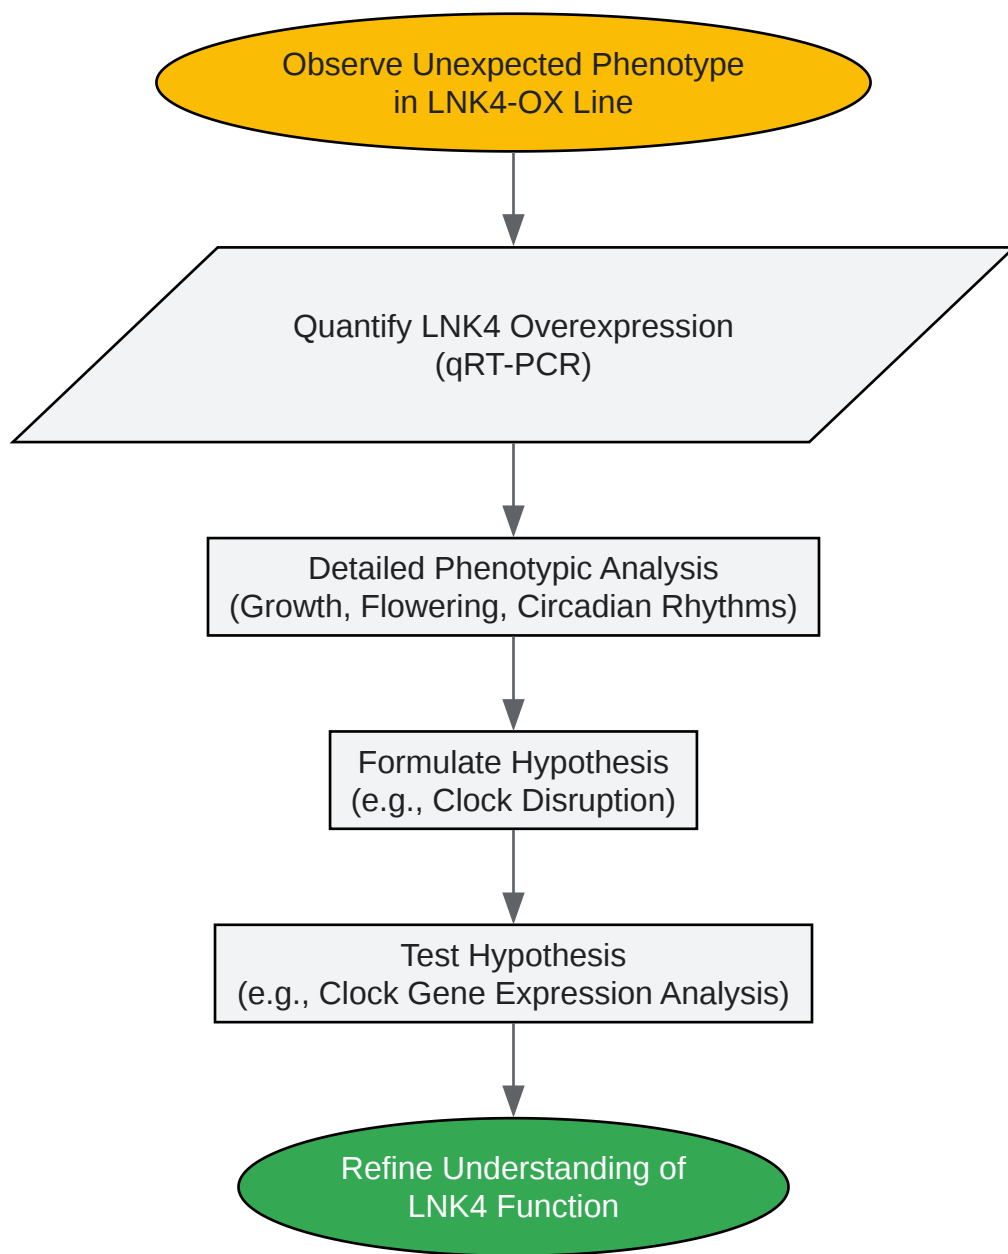 Observe Unexpected Phenotype
in LNK4-OX Line
Quantify LNK4 Overexpression
(qRT-PCR)
Detailed Phenotypic Analysis
(Growth, Flowering, Circadian Rhythms)
Formulate Hypothesis
(e.g., Clock Disruption)
Test Hypothesis
(e.g., Clock Gene Expression Analysis)
Refine Understanding of
LNK4 Function